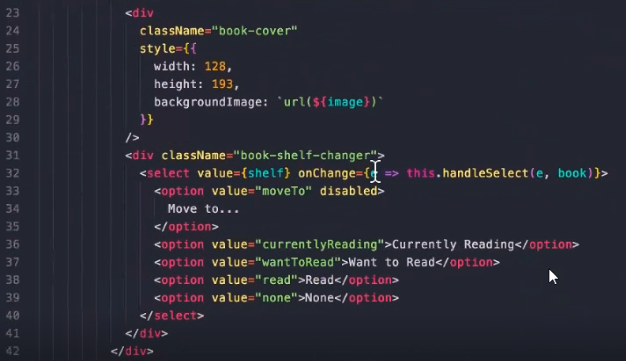 23 <div
24 className="book-cover"
25 style={{
26 width: 128,
27 height: 193,
28 backgroundImage: `url(${image})`
29 }}
30 />
31 <div className="book-shelf-changer">
32 <select value={shelf} onChange={e => this.handleSelect(e, book)}>
33 <option value="moveTo" disabled>
34 Move to...
35 </option>
36 <option value="currentlyReading">Currently Reading</option>
37 <option value="wantToRead">Want to Read</option>
38 <option value="read">Read</option>
39 <option value="none">None</option>
40 </select>
41 </div>
42 </div>